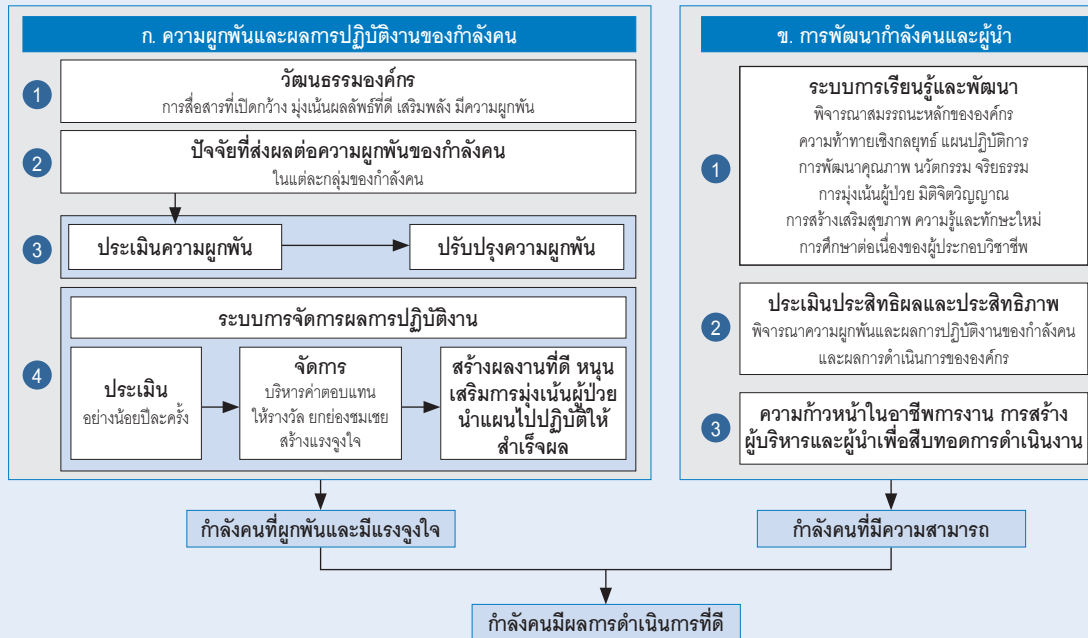 ก. ความผูกพันและผลการปฏิบัติงานของกำลังคน
1
วัฒนธรรมองค์กร
การสื่อสารที่เปิดกว้าง มุ่งเน้นผลลัพธ์ที่ดี เสริมพลัง มีความผูกพัน
2
ปัจจัยที่ส่งผลต่อความผูกพันของกำลังคน
ในแต่ละกลุ่มของกำลังคน
3
ประเมินความผูกพัน
ปรับปรุงความผูกพัน
4
ระบบการจัดการผลการปฏิบัติงาน
ประเมิน
อย่างน้อยปีละครั้ง
จัดการ
บริหารค่าตอบแทน
ให้รางวัล ยกย่องชมเชย
สร้างแรงจูงใจ
สร้างผลงานที่ดี หนุน
เสริมการมุ่งเน้นผู้ป่วย
นำแผนไปปฏิบัติให้
สำเร็จผล
ข. การพัฒนากำลังคนและผู้นำ
1
ระบบการเรียนรู้และพัฒนา
พิจารณาสมรรถนะหลักขององค์กร
ความท้าทายเชิงกลยุทธ์ แผนปฏิบัติการ
การพัฒนาคุณภาพ นวัตกรรม จริยธรรม
การมุ่งเน้นผู้ป่วย มิติจิตวิญญาณ
การสร้างเสริมสุขภาพ ความรู้และทักษะใหม่
การศึกษาต่อเนื่องของผู้ประกอบวิชาชีพ
2
ประเมินประสิทธิผลและประสิทธิภาพ
พิจารณาความผูกพันและผลการปฏิบัติงานของกำลังคน
และผลการดำเนินการขององค์กร
3
ความก้าวหน้าในอาชีพการงาน การสร้าง
ผู้บริหารและผู้นำเพื่อสืบทอดการดำเนินงาน
กำลังคนที่ผูกพันและมีแรงจูงใจ
กำลังคนที่มีความสามารถ
กำลังคนมีผลการดำเนินการที่ดี